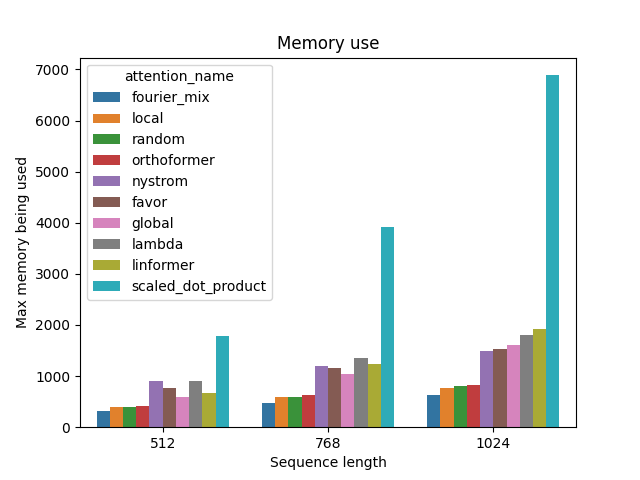 Memory use
Max memory being used
7000
6000
5000
4000
3000
2000
1000
0
attention_name
fourier_mix
local
random
orthoformer
nystrom
favor
global
lambda
linformer
scaled_dot_product
512
768
1024
Sequence length